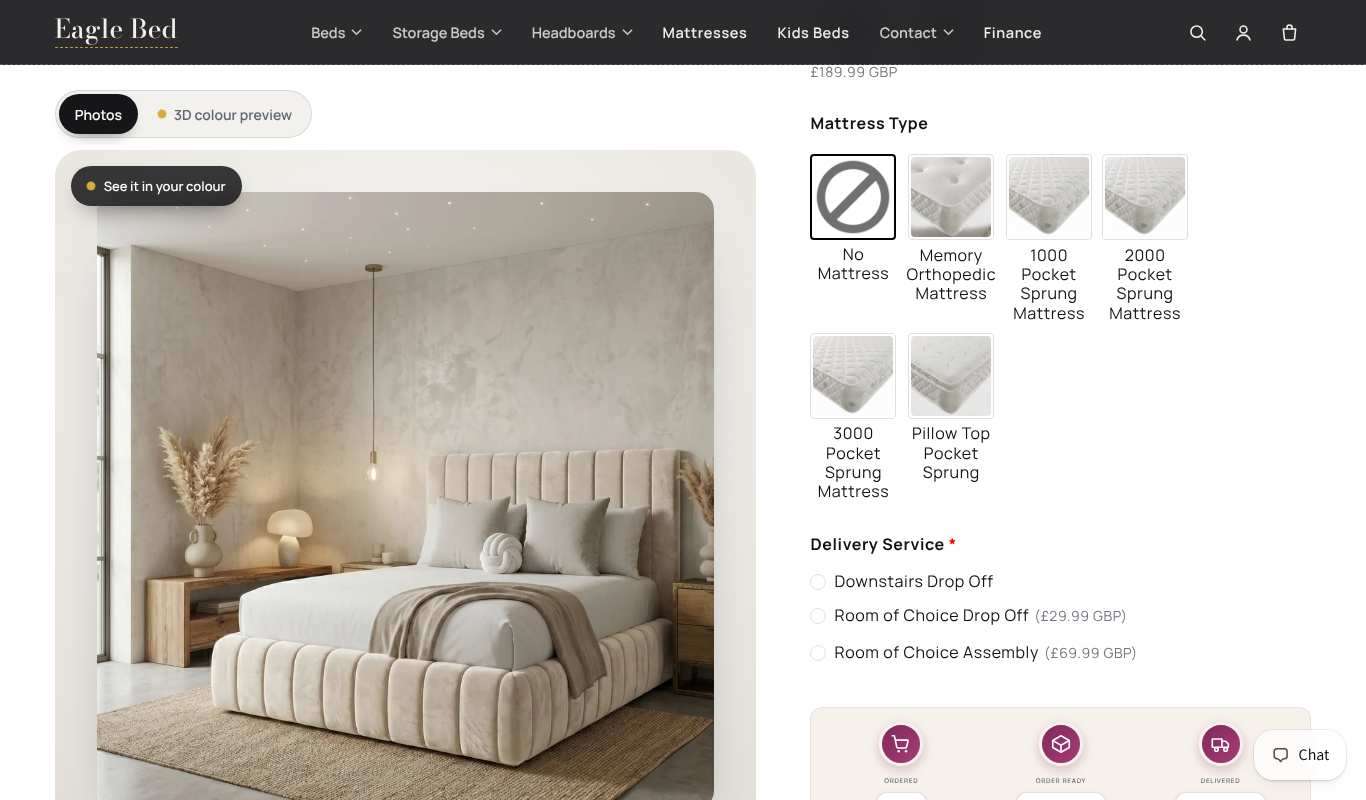 Eagle Bed
Beds
Storage Beds
Headboards
Mattresses
Kids Beds
Contact
Finance
£189.99 GBP
Photos
3D colour preview
See it in your colour
Mattress Type
No
Mattress
Memory
Orthopedic
Mattress
1000
Pocket
Sprung
Mattress
2000
Pocket
Sprung
Mattress
3000
Pocket
Sprung
Mattress
Pillow Top
Pocket
Sprung
Delivery Service *
Downstairs Drop Off
Room of Choice Drop Off (£29.99 GBP)
Room of Choice Assembly (£69.99 GBP)
ORDERED
ORDER READY
DELIVERED
Chat